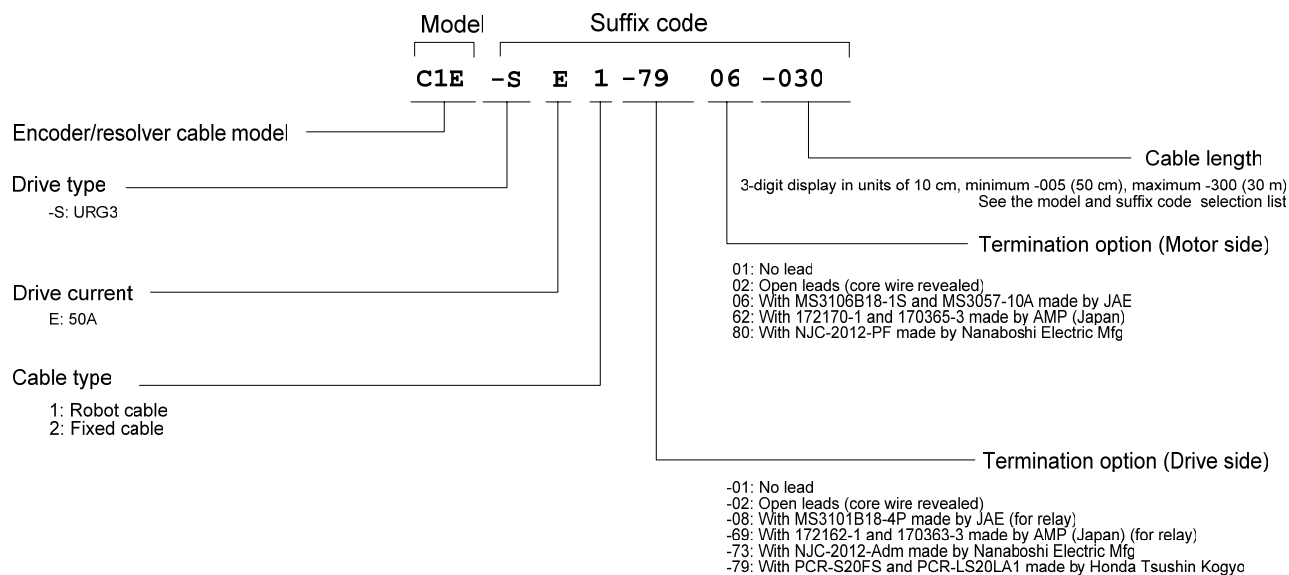 Model
Suffix code
C1E -S E 1 -79 06 -030
Encoder/resolver cable model
Cable length
3-digit display in units of 10 cm, minimum -005 (50 cm), maximum -300 (30 m)
See the model and suffix code selection list
Drive type
-S: URG3
Termination option (Motor side)
01: No lead
02: Open leads (core wire revealed)
06: With MS3106B18-1S and MS3057-10A made by JAE
62: With 172170-1 and 170365-3 made by AMP (Japan)
80: With NJC-2012-PF made by Nanaboshi Electric Mfg
Drive current
E: 50A
Cable type
1: Robot cable
2: Fixed cable
Termination option (Drive side)
-01: No lead
-02: Open leads (core wire revealed)
-08: With MS3101B18-4P made by JAE (for relay)
-69: With 172162-1 and 170363-3 made by AMP (Japan) (for relay)
-73: With NJC-2012-Adm made by Nanaboshi Electric Mfg
-79: With PCR-S20FS and PCR-LS20LA1 made by Honda Tsushin Kogyo